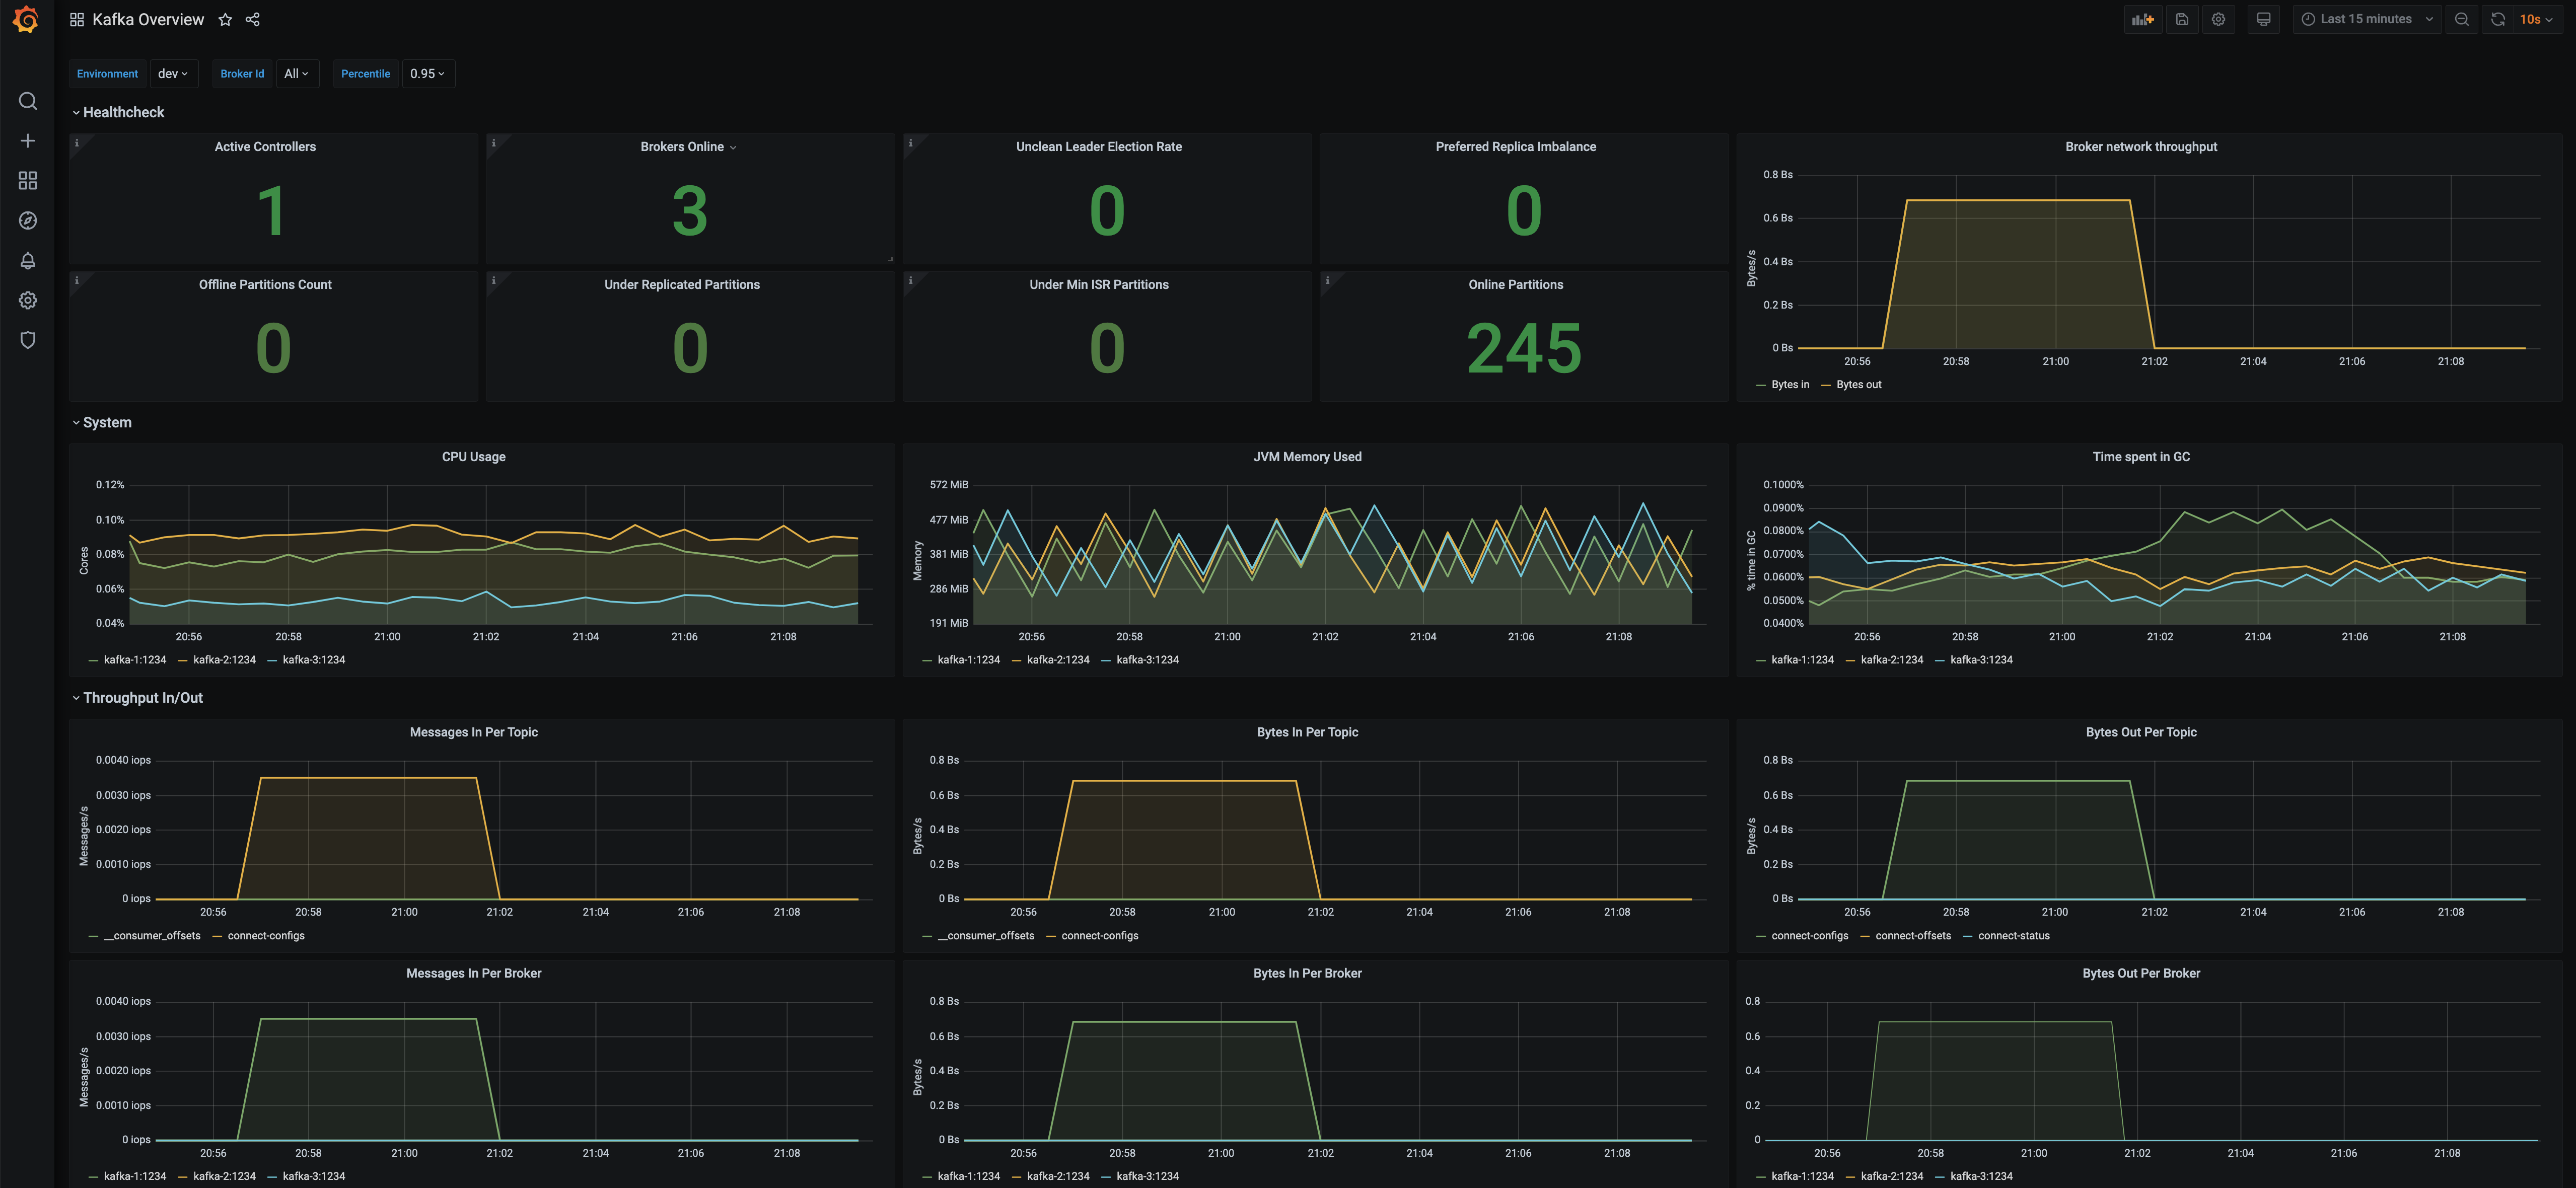 Kafka Overview
Last 15 minutes
10s
Environment dev Broker Id All Percentile 0.95
Healthcheck
Active Controllers
1
Brokers Online
3
Unclean Leader Election Rate
0
Preferred Replica Imbalance
0
Offline Partitions Count
0
Under Replicated Partitions
0
Under Min ISR Partitions
0
Online Partitions
245
Broker network throughput
Bytes/s
0.8 Bs
0.6 Bs
0.4 Bs
0.2 Bs
0 Bs
20:56 20:58 21:00 21:02 21:04 21:06 21:08
Bytes in Bytes out
System
CPU Usage
Cores
0.12%
0.10%
0.08%
0.06%
0.04%
20:56 20:58 21:00 21:02 21:04 21:06 21:08
kafka-1:1234 kafka-2:1234 kafka-3:1234
JVM Memory Used
Memory
572 MiB
477 MiB
381 MiB
286 MiB
191 MiB
20:56 20:58 21:00 21:02 21:04 21:06 21:08
kafka-1:1234 kafka-2:1234 kafka-3:1234
Time spent in GC
% time in GC
0.1000%
0.0900%
0.0800%
0.0700%
0.0600%
0.0500%
0.0400%
20:56 20:58 21:00 21:02 21:04 21:06 21:08
kafka-1:1234 kafka-2:1234 kafka-3:1234
Throughput In/Out
Messages In Per Topic
Messages/s
0.0040 iops
0.0030 iops
0.0020 iops
0.0010 iops
0 iops
20:56 20:58 21:00 21:02 21:04 21:06 21:08
__consumer_offsets connect-configs
Bytes In Per Topic
Bytes/s
0.8 Bs
0.6 Bs
0.4 Bs
0.2 Bs
0 Bs
20:56 20:58 21:00 21:02 21:04 21:06 21:08
__consumer_offsets connect-configs
Bytes Out Per Topic
Bytes/s
0.8 Bs
0.6 Bs
0.4 Bs
0.2 Bs
0 Bs
20:56 20:58 21:00 21:02 21:04 21:06 21:08
connect-configs connect-offsets connect-status
Messages In Per Broker
Messages/s
0.0040 iops
0.0030 iops
0.0020 iops
0.0010 iops
0 iops
20:56 20:58 21:00 21:02 21:04 21:06 21:08
kafka-1:1234 kafka-2:1234 kafka-3:1234
Bytes In Per Broker
Bytes/s
0.8 Bs
0.6 Bs
0.4 Bs
0.2 Bs
0 Bs
20:56 20:58 21:00 21:02 21:04 21:06 21:08
kafka-1:1234 kafka-2:1234 kafka-3:1234
Bytes Out Per Broker
0.8
0.6
0.4
0.2
0
20:56 20:58 21:00 21:02 21:04 21:06 21:08
kafka-1:1234 kafka-2:1234 kafka-3:1234